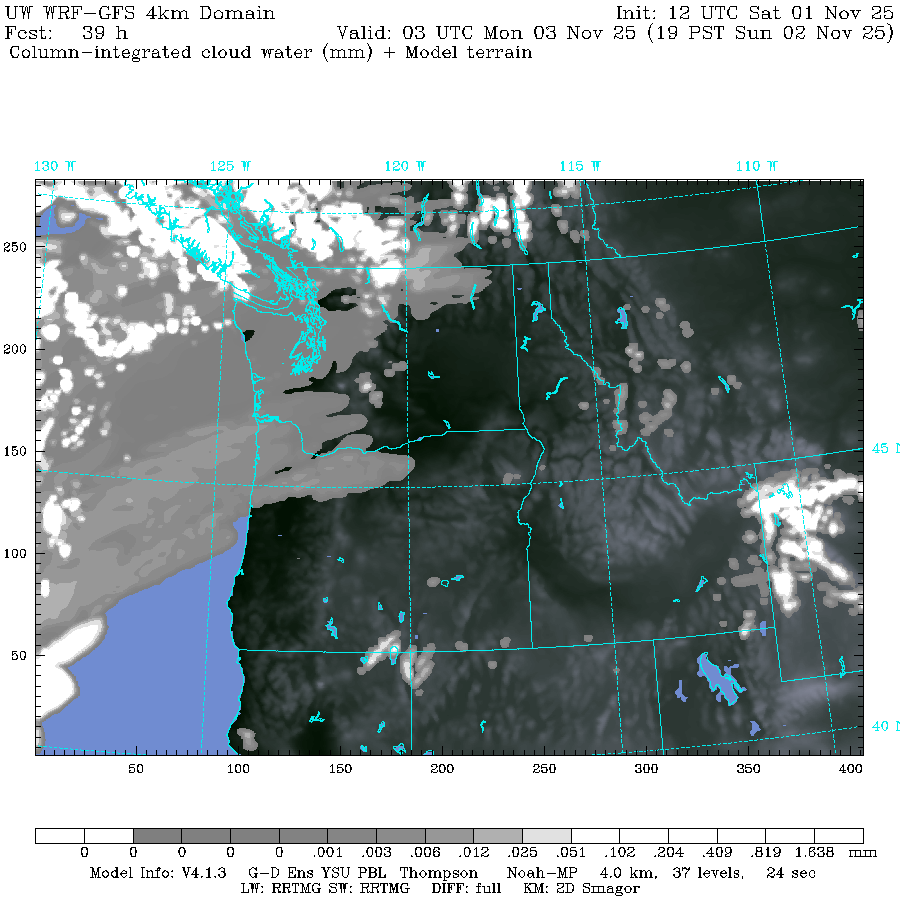 UW WRF-GFS 4km Domain Init: 12 UTC Sat 01 Nov 25
Fcst: 39 h Valid: 03 UTC Mon 03 Nov 25 (19 PST Sun 02 Nov 25)
Column-integrated cloud water (mm) + Model terrain
130 W 125 W 120 W 115 W 110 W
250
200
150
100
50
45 N
40 N
50 100 150 200 250 300 350 400
0 0 0 0 0 .001 .003 .006 .012 .025 .051 .102 .204 .409 .819 1.638 mm
Model Info: V4.1.3 G-D Ens YSU PBL Thompson Noah-MP 4.0 km, 37 levels, 24 sec
LW: RRTMG SW: RRTMG DIFF: full KM: 2D Smagor